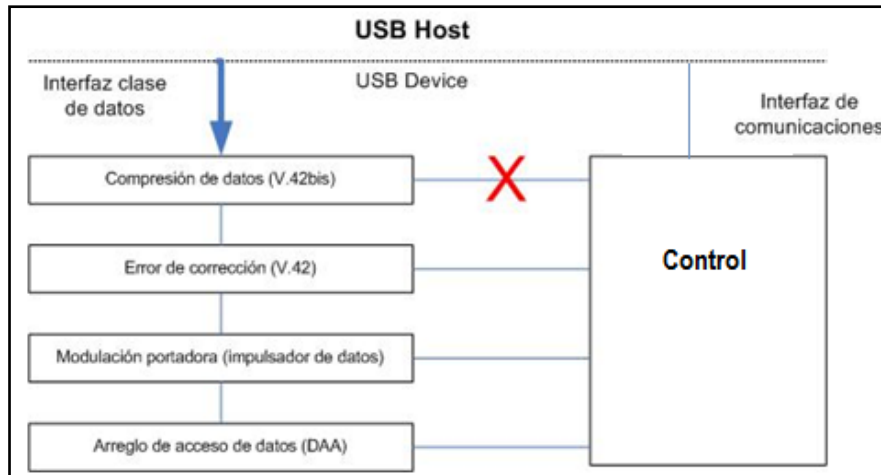 USB Host
Interfaz clase
de datos
USB Device
Interfaz de
comunicaciones
Compresión de datos (V.42bis)
X
Error de corrección (V.42)
Control
Modulación portadora (impulsador de datos)
Arreglo de acceso de datos (DAA)